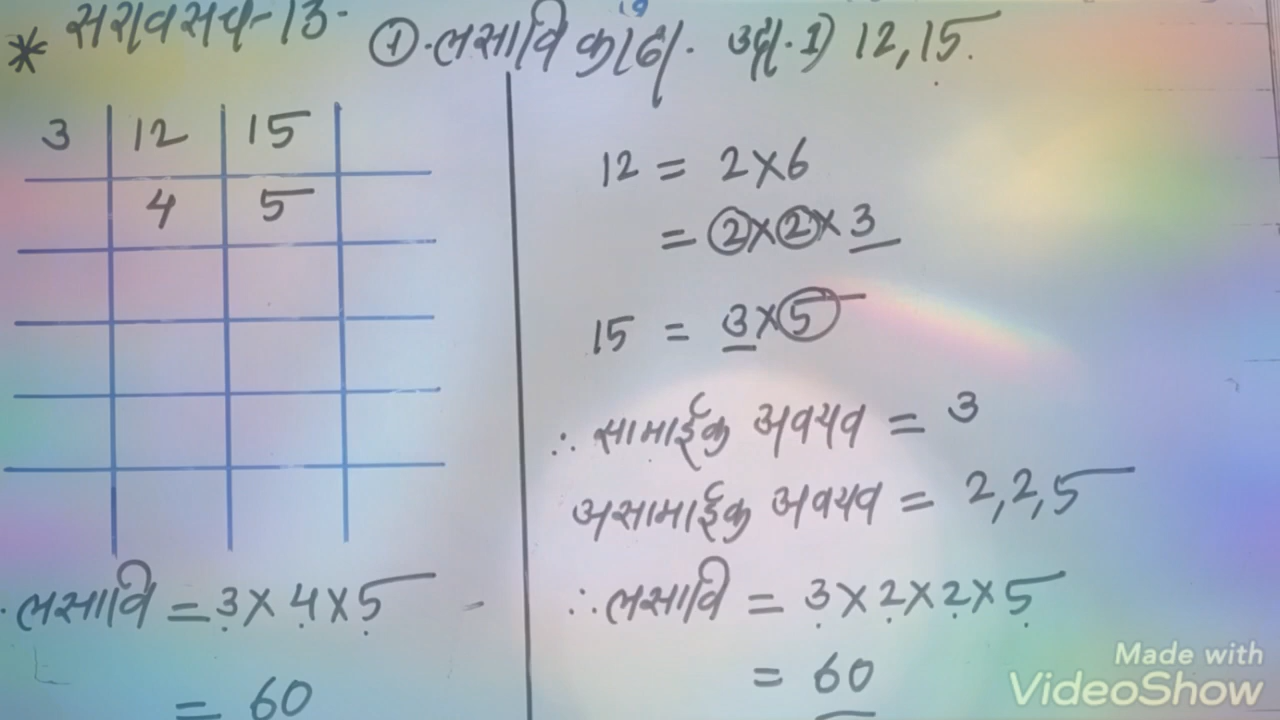 * सरावसंच-13.
① लसावि काढा. उदा.1) 12,15.
3 12 15
4 5
लसावि = 3×4×5
= 60
12 = 2×6
= 2×2×3
15 = 3×5
∴ सामाईक अवयव = 3
असामाईक अवयव = 2,2,5
∴ लसावि = 3×2×2×5
= 60
Made with
VideoShow